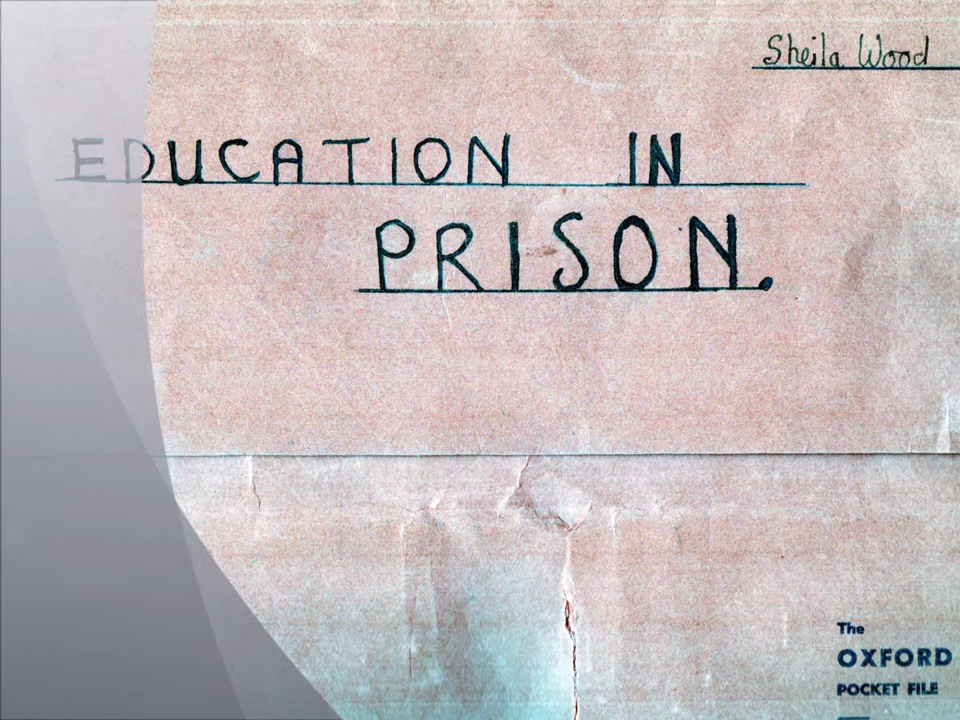 Sheila Wood
EDUCATION IN
PRISON.
The
OXFORD
POCKET FILE